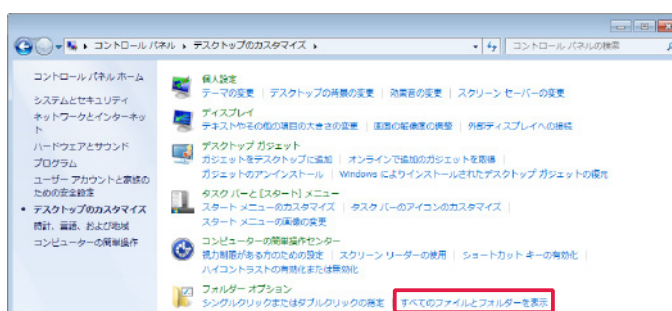 コントロール パネル ▸ デスクトップのカスタマイズ ▸
コントロール パネルの検索
コントロール パネル ホーム
システムとセキュリティ
ネットワークとインターネッ
ト
ハードウェアとサウンド
プログラム
ユーザー アカウントと家族の
ための安全設定
デスクトップのカスタマイズ
時計、言語、および地域
コンピューターの簡単操作
個人設定
テーマの変更 | デスクトップの背景の変更 | 効果音の変更 | スクリーン セーバーの変更
ディスプレイ
テキストやその他の項目の大きさの変更 | 画面の解像度の調整 | 外部ディスプレイへの接続
デスクトップ ガジェット
ガジェットをデスクトップに追加 | オンラインで追加のガジェットを取得 |
ガジェットのアンインストール | Windows によりインストールされたデスクトップ ガジェットの復元
タスク バーと [スタート] メニュー
スタート メニューのカスタマイズ | タスク バーのアイコンのカスタマイズ |
スタート メニューの画像の変更
コンピューターの簡単操作センター
視力制限がある方のための設定 | スクリーン リーダーの使用 | ショートカット キーの有効化 |
ハイコントラストの有効化または無効化
フォルダー オプション
シングルクリックまたはダブルクリックの指定 | すべてのファイルとフォルダーを表示